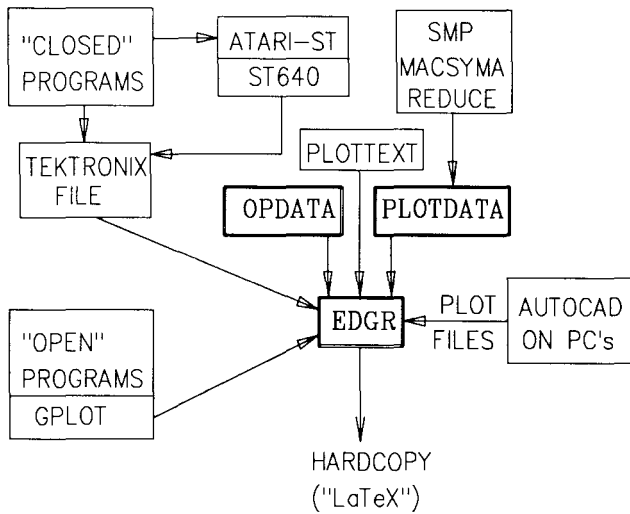 "CLOSED"
PROGRAMS
ATARI-ST
ST640
SMP
MACSYMA
REDUCE
TEKTRONIX
FILE
PLOTTEXT
OPDATA
PLOTDATA
"OPEN"
PROGRAMS
GPLOT
EDGR
PLOT
FILES
AUTOCAD
ON PC's
HARDCOPY
("LaTeX")